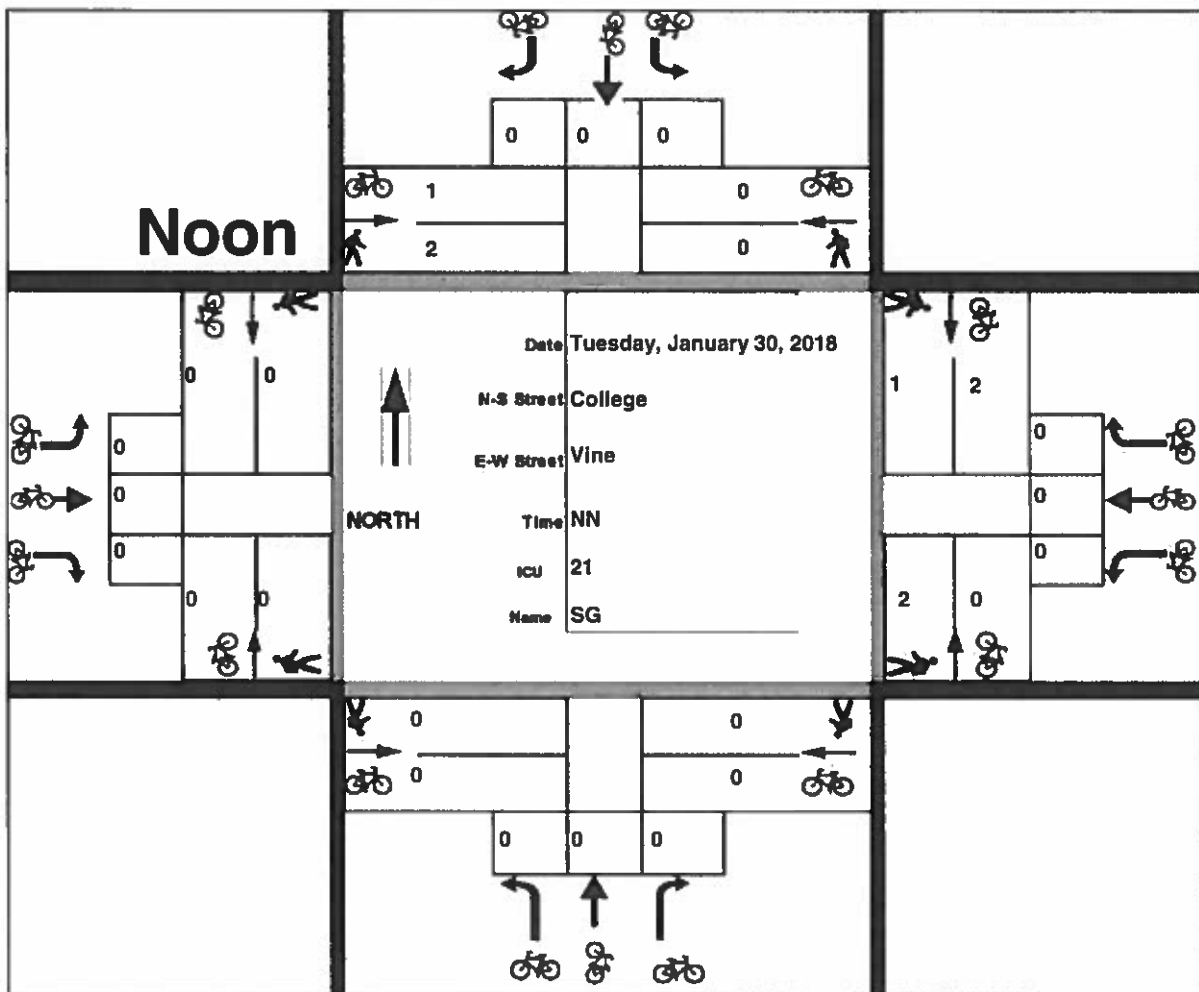 0 0 0
1 0
Noon
2 0
Date Tuesday, January 30, 2018
0 0
1 2
N-S Street College
0
0
E-W Street Vine
0
0
NORTH
Time NN
0
0
ICU 21
0 0
2 0
Name SG
0 0
0 0
0 0 0